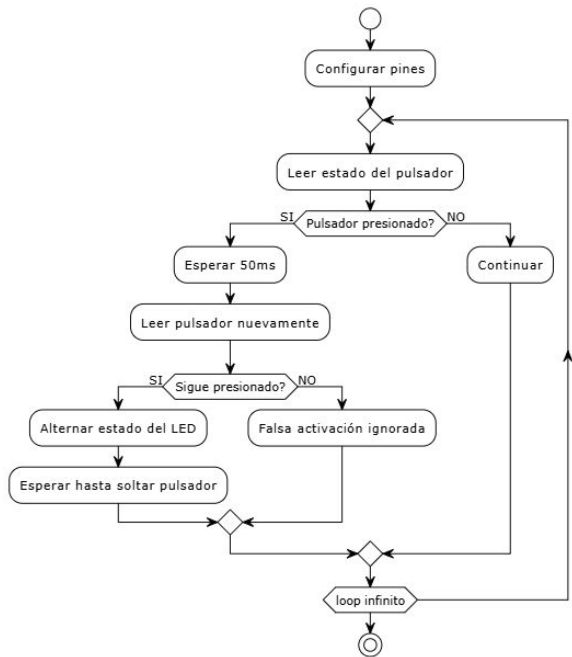 Configurar pines
Leer estado del pulsador
SI
Pulsador presionado?
NO
Esperar 50ms
Continuar
Leer pulsador nuevamente
SI
Sigue presionado?
NO
Alternar estado del LED
Falsa activación ignorada
Esperar hasta soltar pulsador
loop infinito